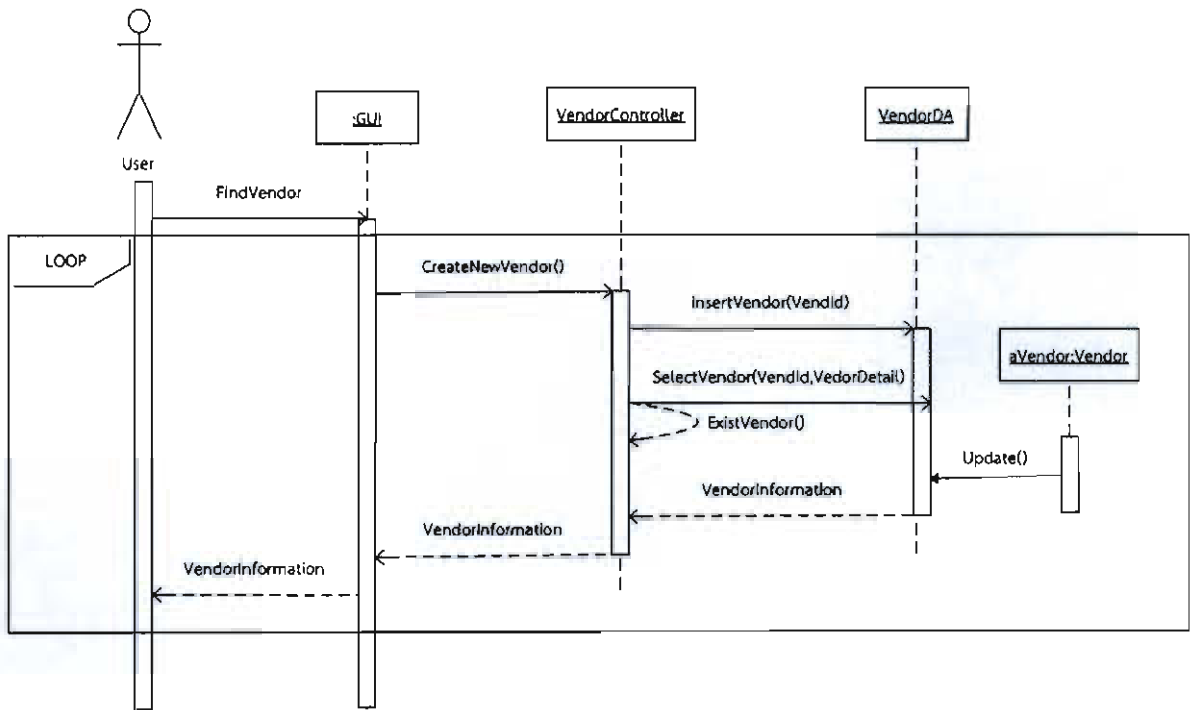 :GUI
VendorController
VendorDA
User
FindVendor
LOOP
CreateNewVendor()
InsertVendor(VendId)
aVendor:Vendor
SelectVendor(VendId,VedorDetail)
ExistVendor()
Update()
VendorInformation
VendorInformation
VendorInformation